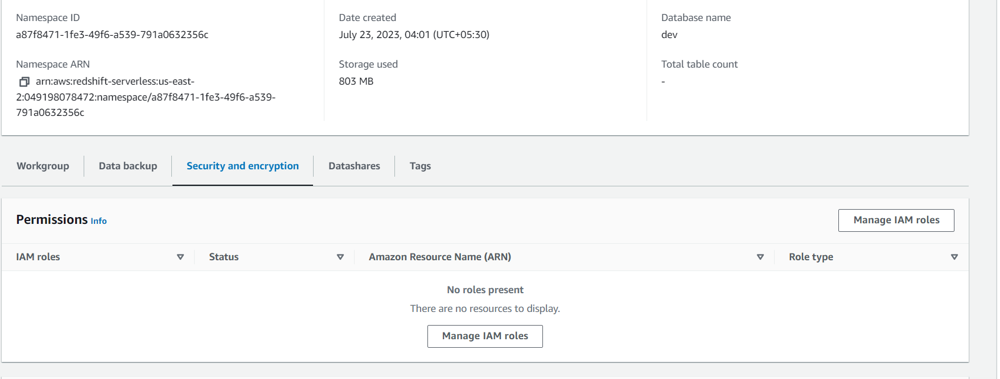 Namespace ID
a87f8471-1fe3-49f6-a539-791a0632356c
Namespace ARN
arn:aws:redshift-serverless:us-east-
2:049198078472:namespace/a87f8471-1fe3-49f6-a539-
791a0632356c
Date created
July 23, 2023, 04:01 (UTC+05:30)
Storage used
803 MB
Database name
dev
Total table count
-
Workgroup Data backup Security and encryption Datashares Tags
Permissions Info
Manage IAM roles
IAM roles Status Amazon Resource Name (ARN) Role type
No roles present
There are no resources to display.
Manage IAM roles